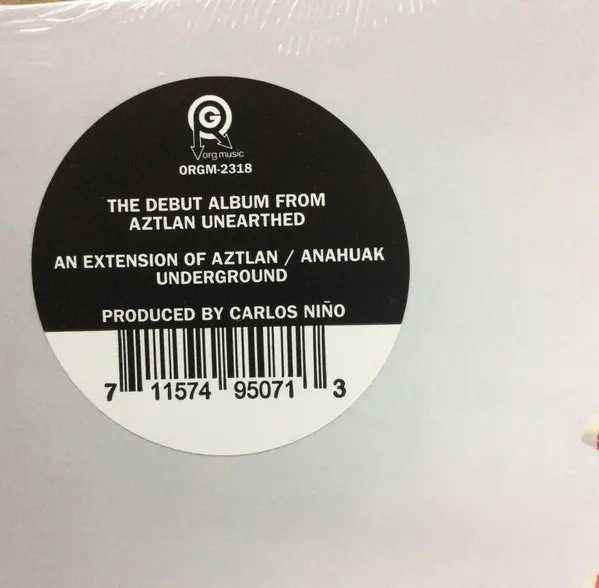 G
org music
ORGM-2318
THE DEBUT ALBUM FROM
AZTLAN UNEARTHED
AN EXTENSION OF AZTLAN / ANAHUAK
UNDERGROUND
PRODUCED BY CARLOS NIÑO
7 11574 95071 3